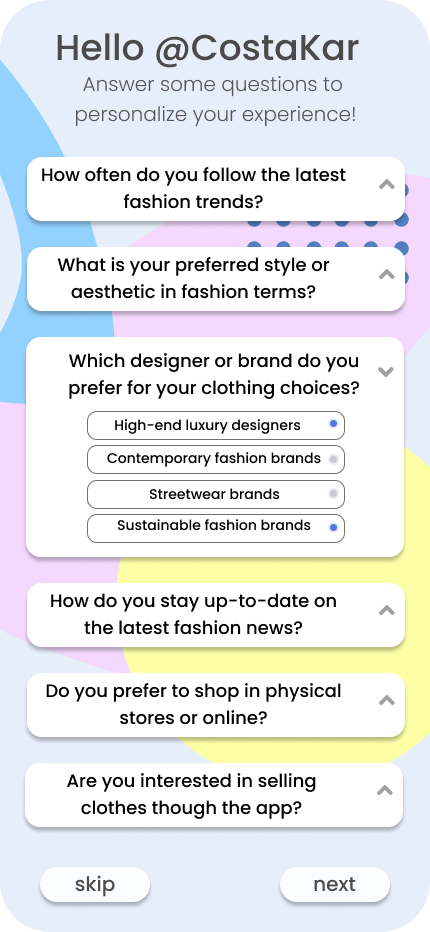 Hello @CostaKar
Answer some questions to
personalize your experience!
How often do you follow the latest
fashion trends?
What is your preferred style or
aesthetic in fashion terms?
Which designer or brand do you
prefer for your clothing choices?
High-end luxury designers
Contemporary fashion brands
Streetwear brands
Sustainable fashion brands
How do you stay up-to-date on
the latest fashion news?
Do you prefer to shop in physical
stores or online?
Are you interested in selling
clothes though the app?
skip
next